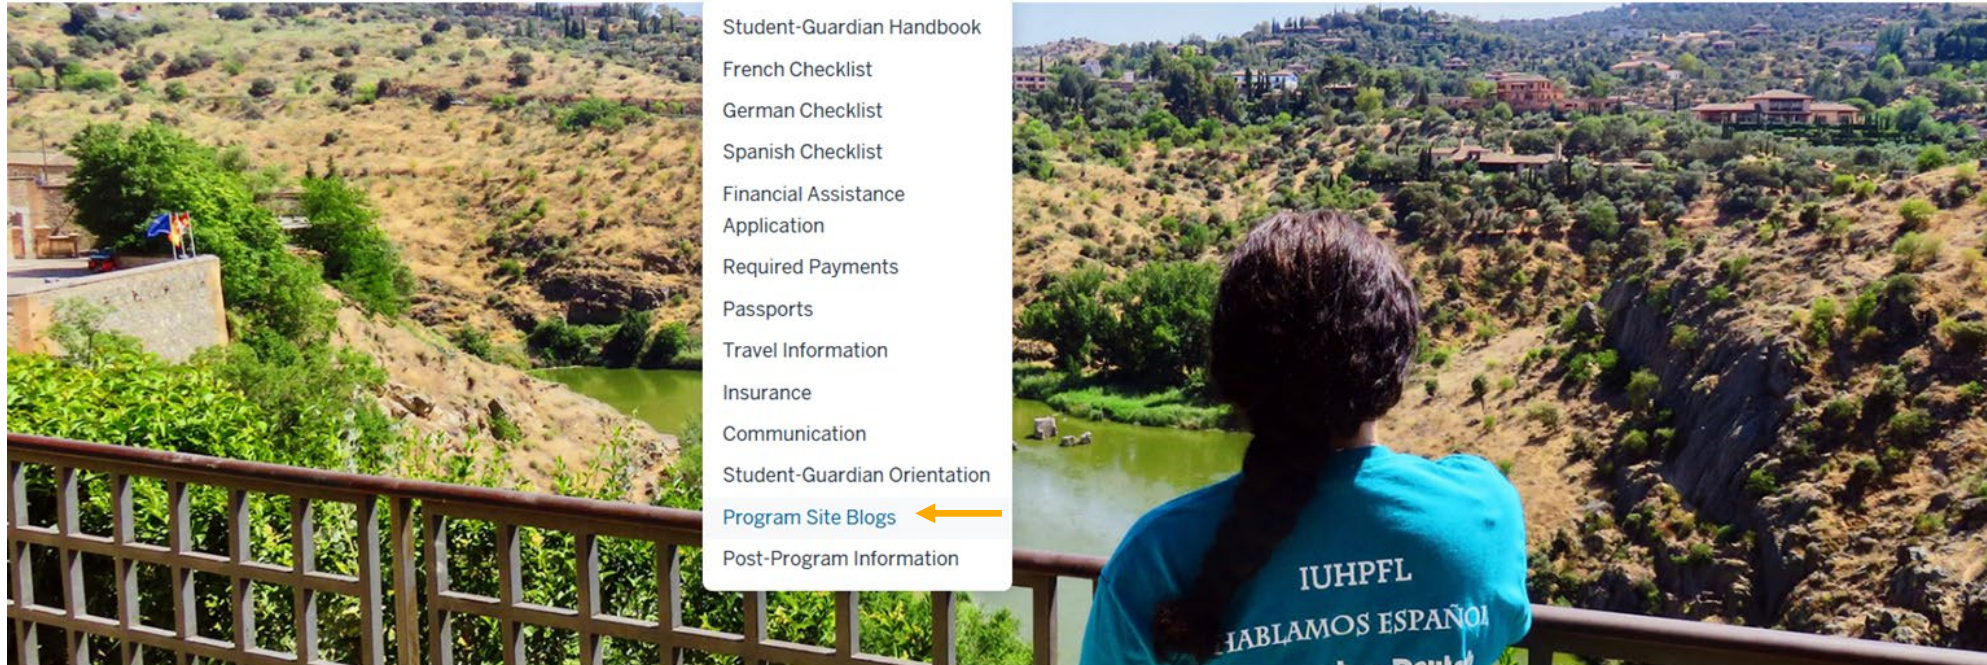 Student-Guardian Handbook
French Checklist
German Checklist
Spanish Checklist
Financial Assistance
Application
Required Payments
Passports
Travel Information
Insurance
Communication
Student-Guardian Orientation
Program Site Blogs
Post-Program Information
IUHPFL
HABLAMOS ESPAÑOL